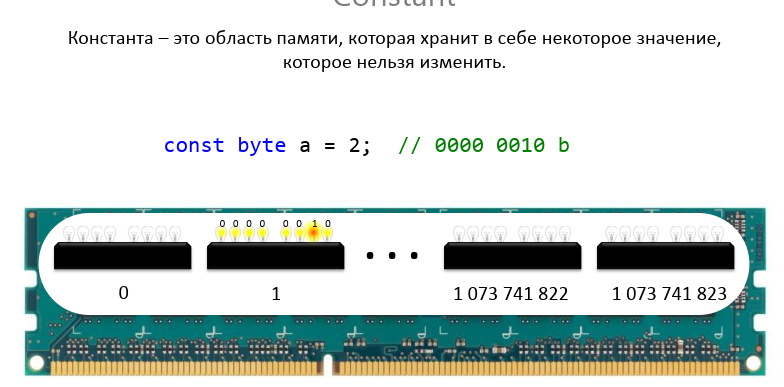 Constant
Константа – это область памяти, которая хранит в себе некоторое значение,
которое нельзя изменить.
const byte a = 2;  // 0000 0010 b
0 0 0 0 0 0 1 0
• • •
0 1 1 073 741 822 1 073 741 823